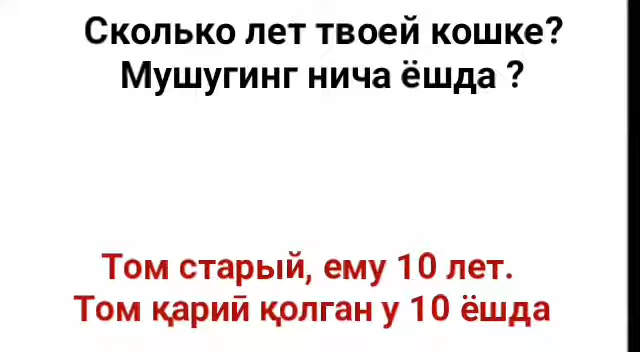 Сколько лет твоей кошке?
Мушугинг нича ёшда ?
Том старый, ему 10 лет.
Том қарий қолган у 10 ёшда